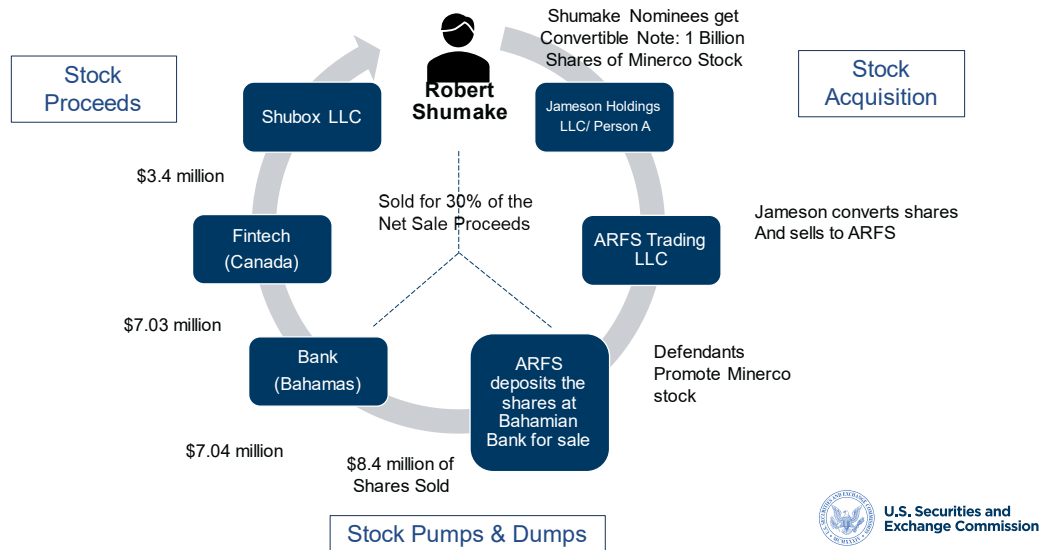 Shumake Nominees get
Convertible Note: 1 Billion
Shares of Minerco Stock
Stock
Proceeds
Stock
Acquisition
Robert
Shumake
Shubox LLC
Jameson Holdings
LLC/ Person A
$3.4 million
Sold for 30% of the
Net Sale Proceeds
Jameson converts shares
And sells to ARFS
Fintech
(Canada)
ARFS Trading
LLC
$7.03 million
Bank
(Bahamas)
ARFS
deposits the
shares at
Bahamian
Bank for sale
Defendants
Promote Minerco
stock
$7.04 million
$8.4 million of
Shares Sold
Stock Pumps & Dumps
U.S. Securities and
Exchange Commission